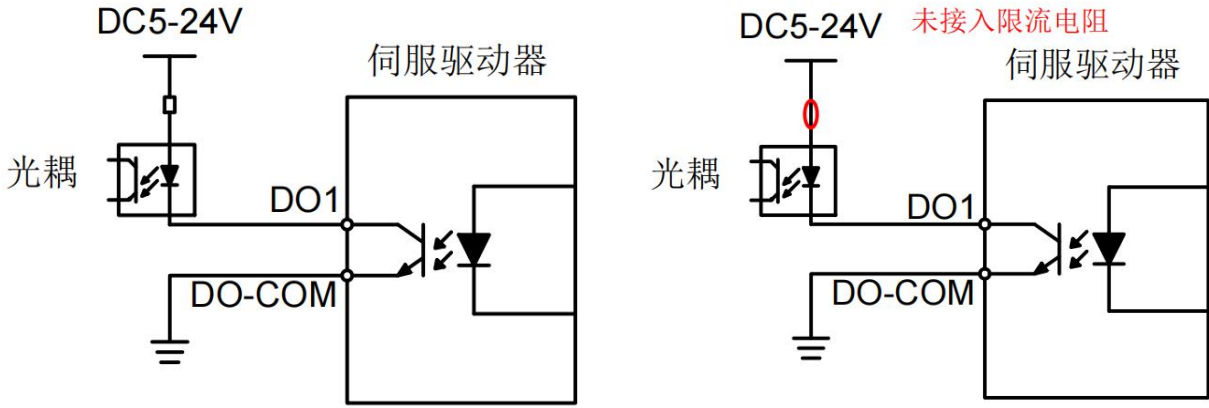 DC5-24V
伺服驱动器
光耦
DO1
DO-COM
DC5-24V
未接入限流电阻
伺服驱动器
光耦
DO1
DO-COM